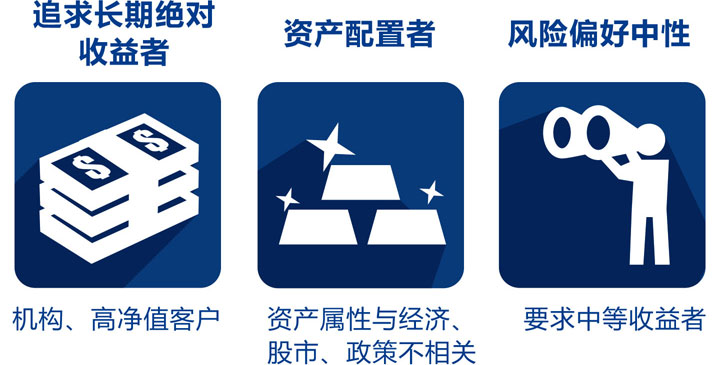 追求长期绝对
收益者
机构、高净值客户
资产配置者
资产属性与经济、
股市、政策不相关
风险偏好中性
要求中等收益者
$
$